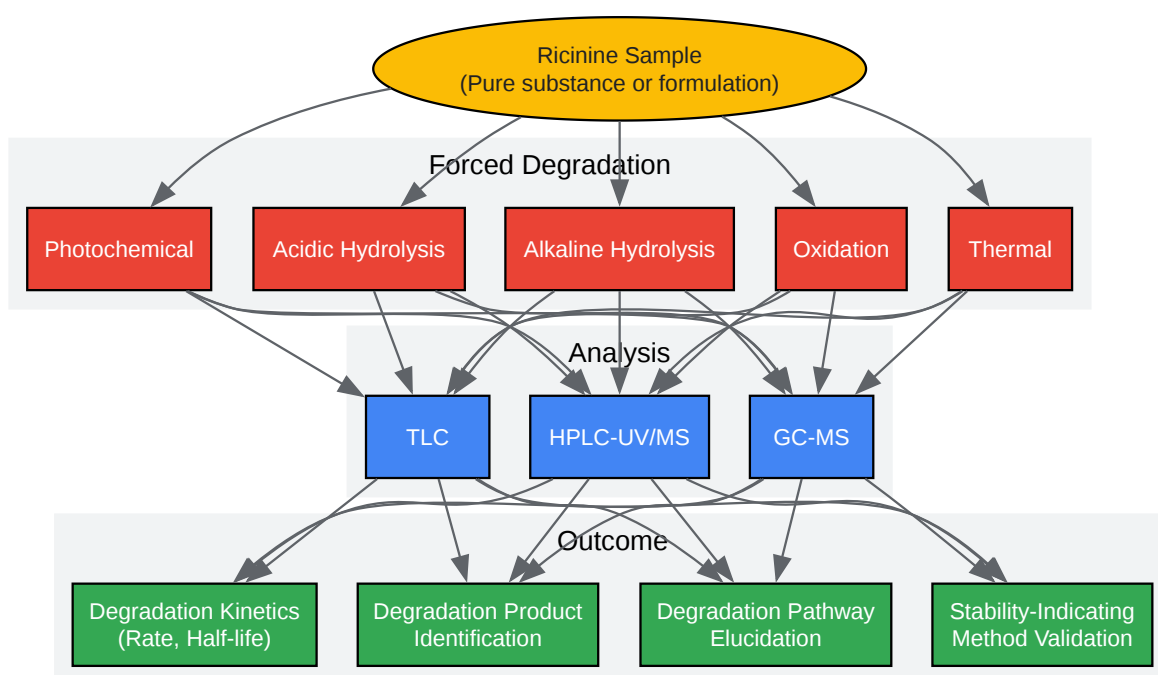 Ricinine Sample
(Pure substance or formulation)
Forced Degradation
Photochemical
Acidic Hydrolysis
Alkaline Hydrolysis
Oxidation
Thermal
Analysis
TLC
HPLC-UV/MS
GC-MS
Outcome
Degradation Kinetics
(Rate, Half-life)
Degradation Product
Identification
Degradation Pathway
Elucidation
Stability-Indicating
Method Validation